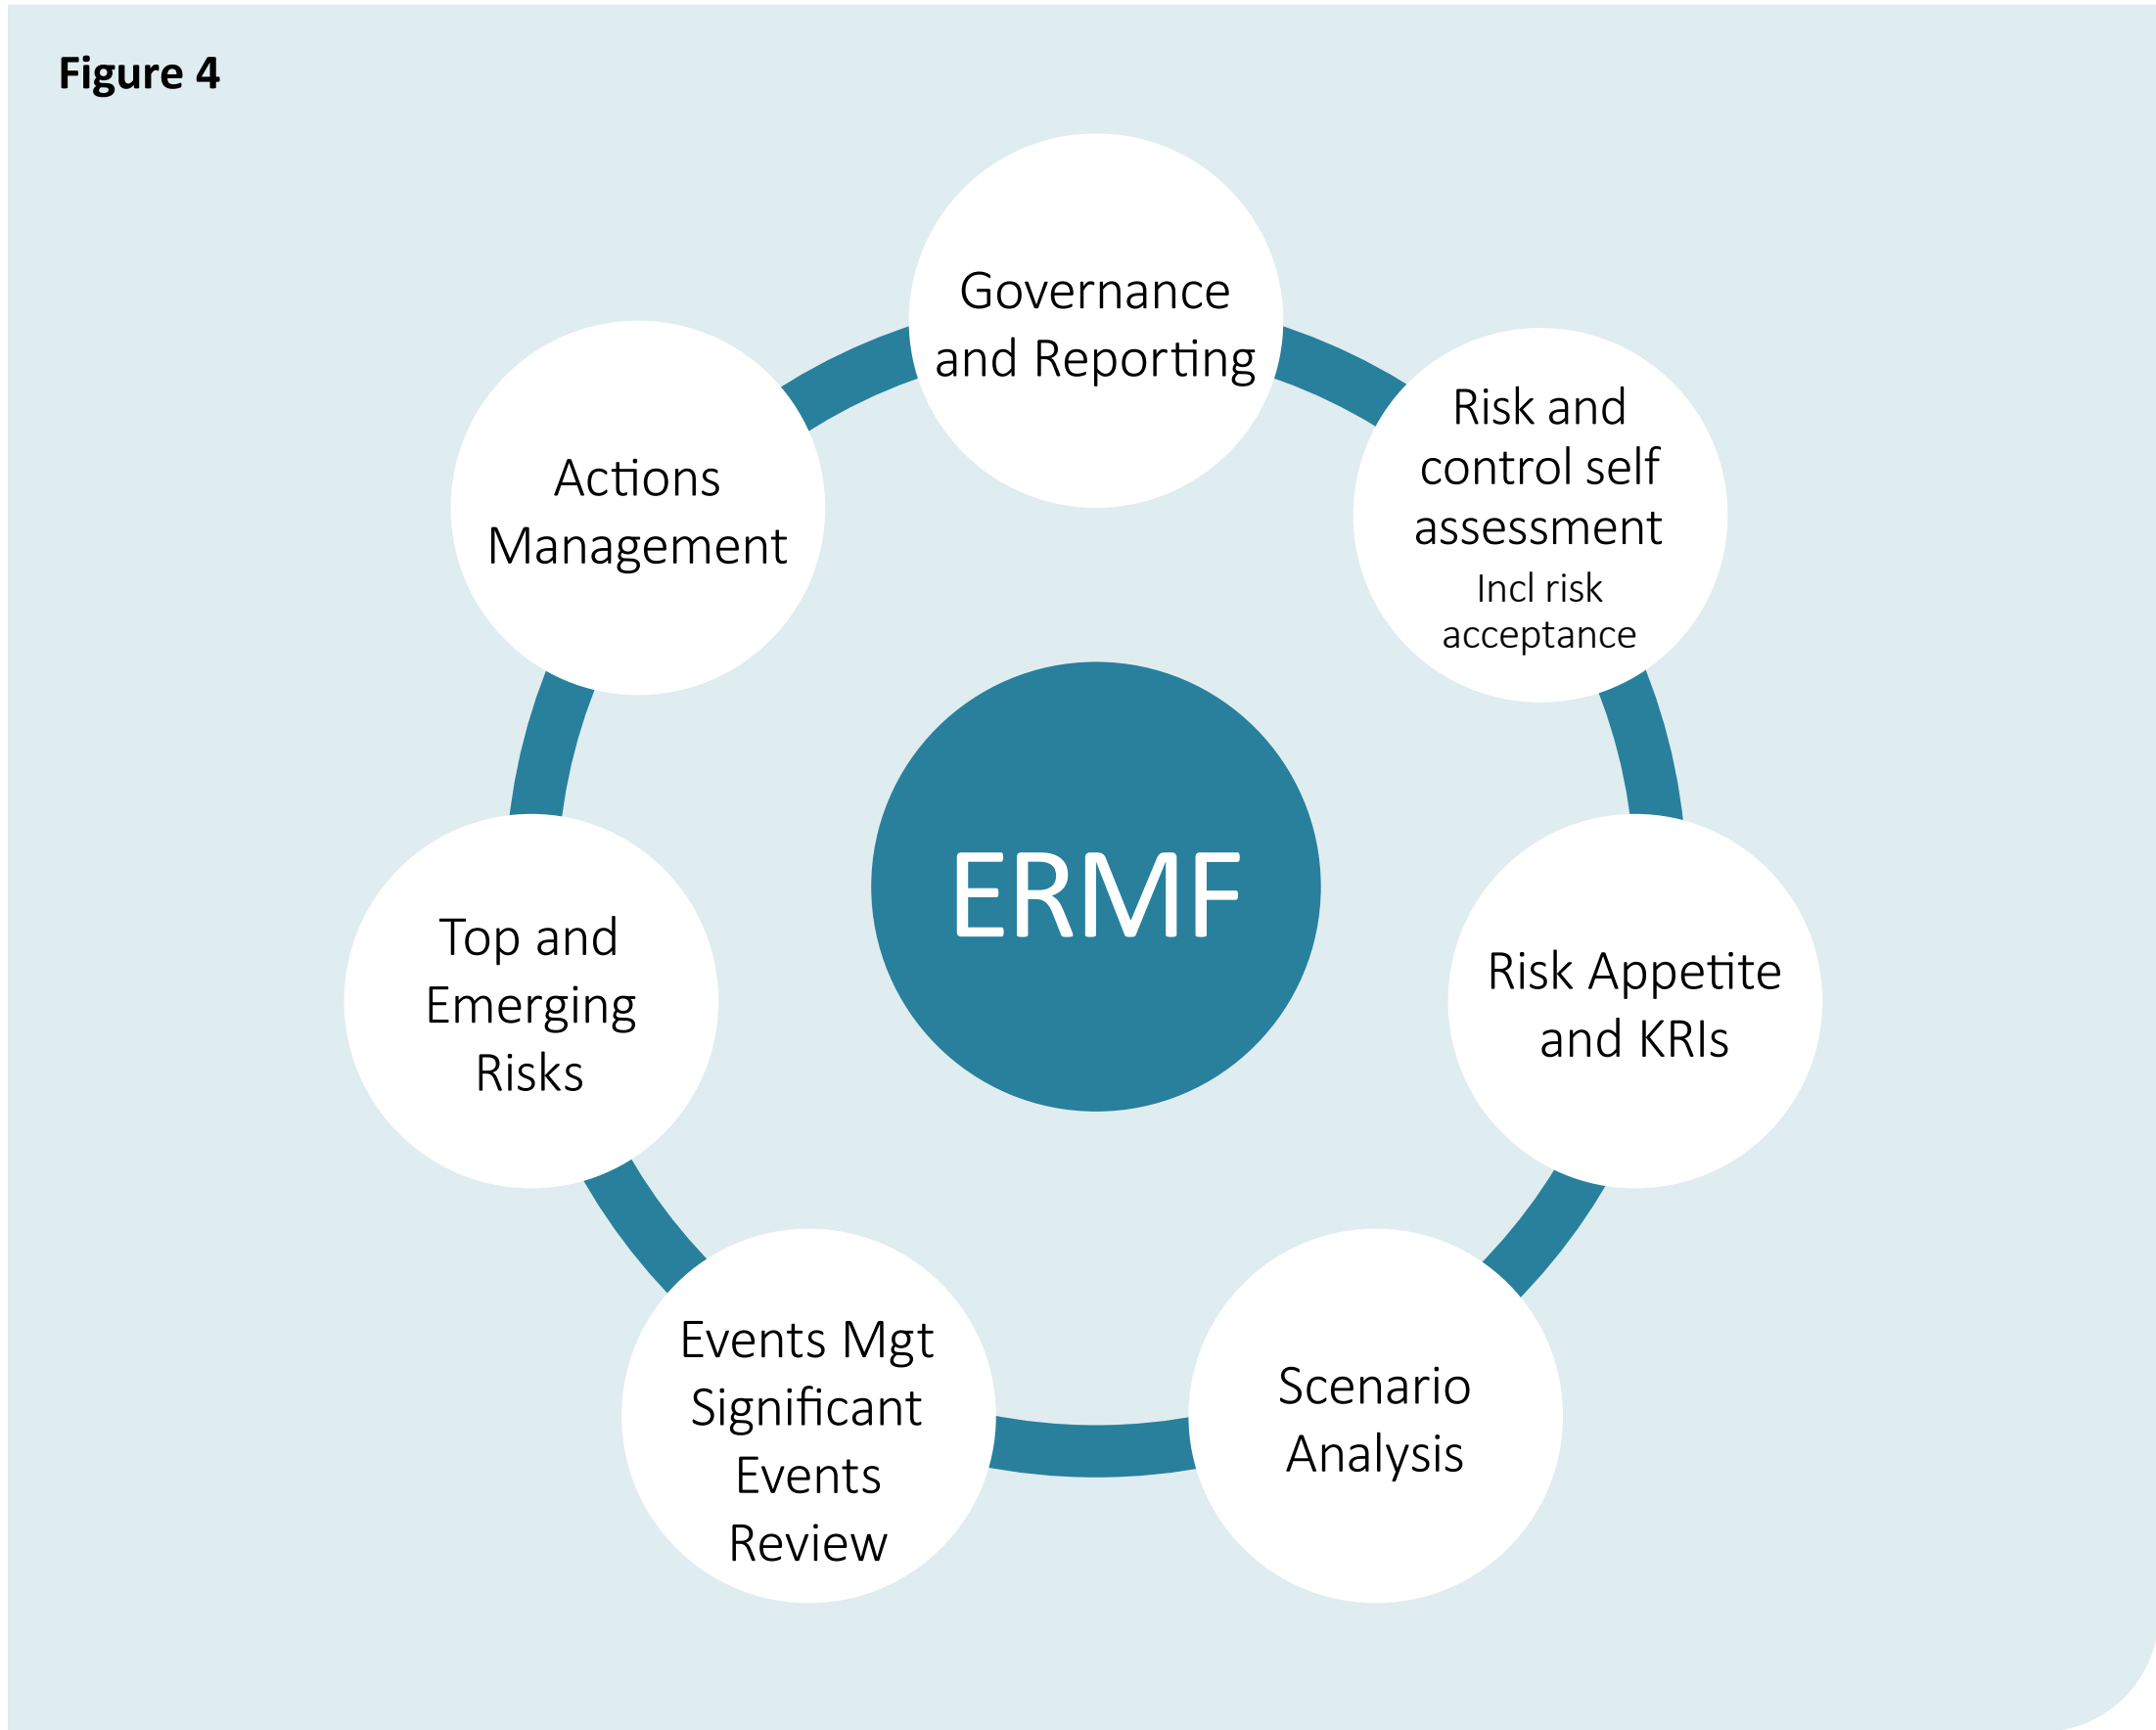 Figure 4
Governance
and Reporting
Risk and
control self
assessment
Incl risk
acceptance
Risk Appetite
and KRIs
Scenario
Analysis
Events Mgt
Significant
Events
Review
Top and
Emerging
Risks
Actions
Management
ERMF